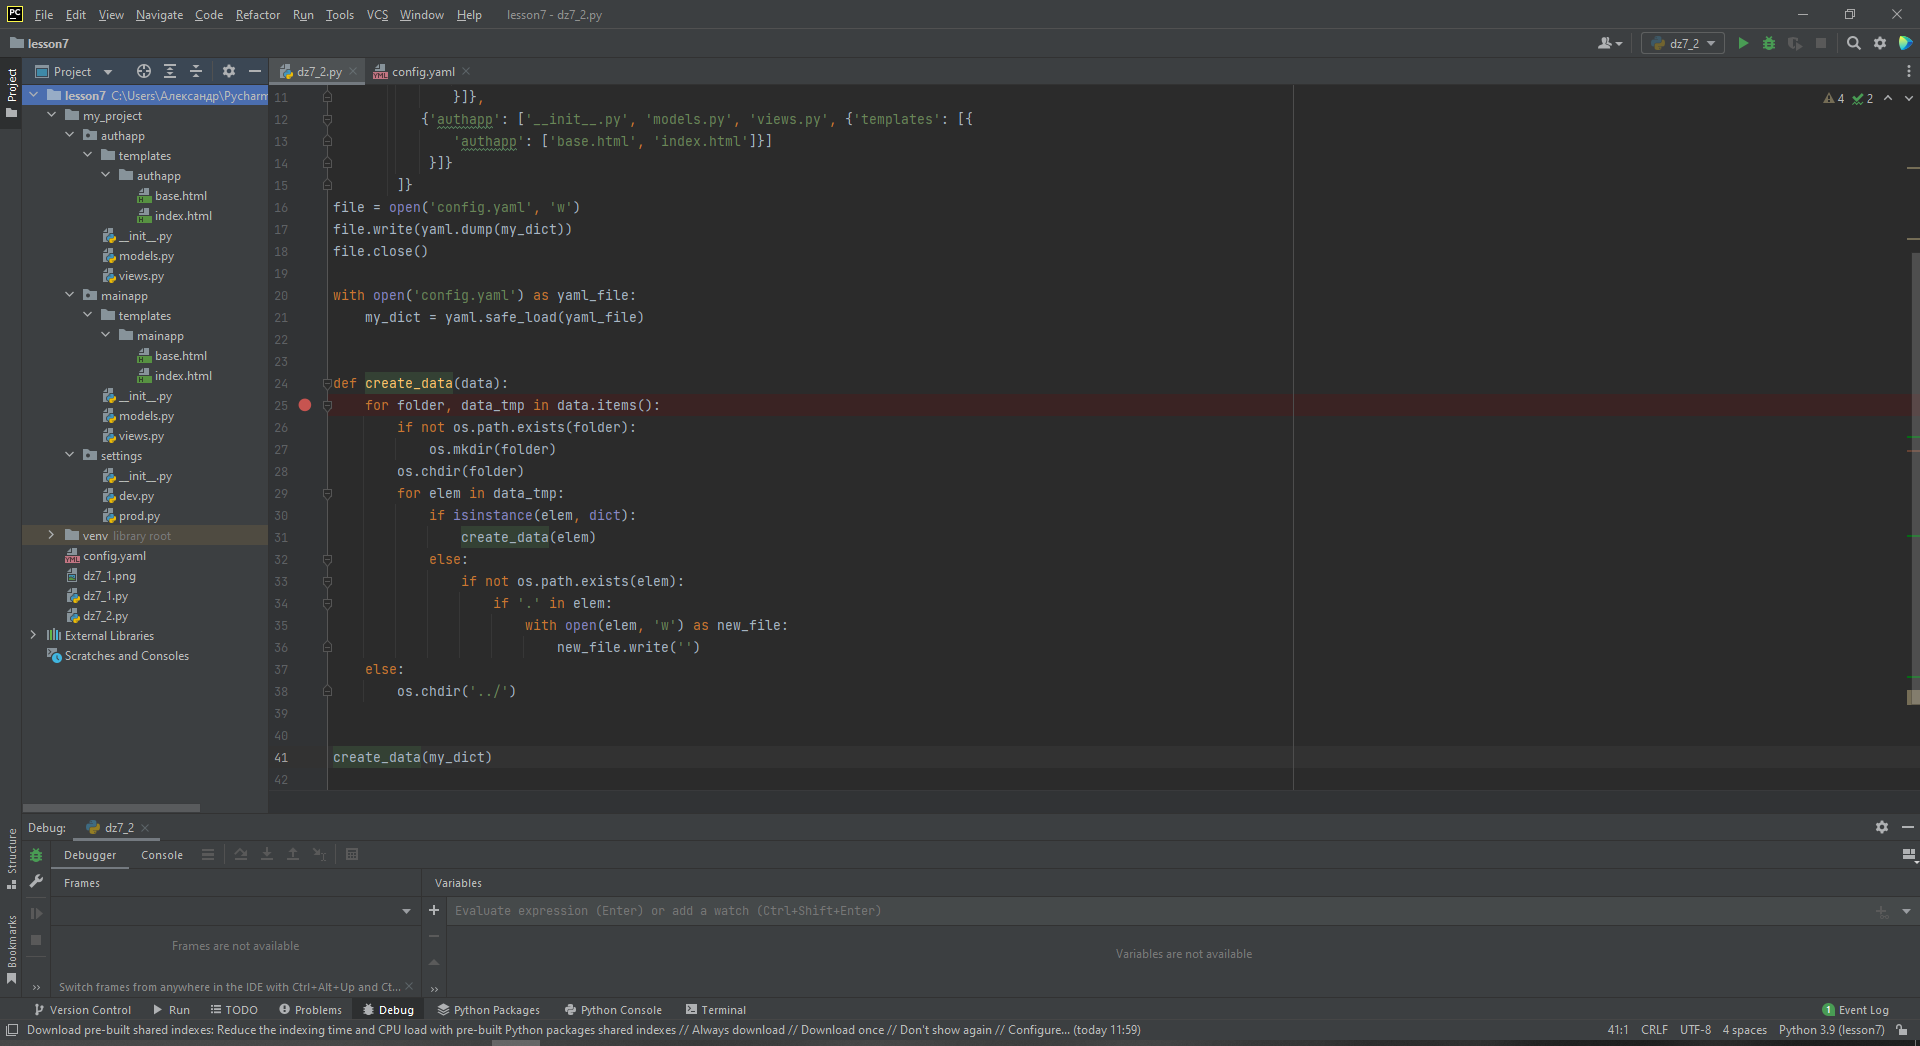 PC File Edit View Navigate Code Refactor Run Tools VCS Window Help lesson7 - dz7_2.py
lesson7
dz7_2
Project
dz7_2.py
config.yaml
Project
lesson7 C:\Users\Александр\Pycharm
my_project
authapp
templates
authapp
base.html
index.html
__init__.py
models.py
views.py
mainapp
templates
mainapp
base.html
index.html
__init__.py
models.py
views.py
settings
__init__.py
dev.py
prod.py
venv library root
config.yaml
dz7_1.png
dz7_1.py
dz7_2.py
External Libraries
Scratches and Consoles
4 2
11 }]},
12 {'authapp': ['__init__.py', 'models.py', 'views.py', {'templates': [{
13 'authapp': ['base.html', 'index.html']}]
14 }]}
15 ]}
16 file = open('config.yaml', 'w')
17 file.write(yaml.dump(my_dict))
18 file.close()
19
20 with open('config.yaml') as yaml_file:
21 my_dict = yaml.safe_load(yaml_file)
22
23
24 def create_data(data):
25 for folder, data_tmp in data.items():
26 if not os.path.exists(folder):
27 os.mkdir(folder)
28 os.chdir(folder)
29 for elem in data_tmp:
30 if isinstance(elem, dict):
31 create_data(elem)
32 else:
33 if not os.path.exists(elem):
34 if '.' in elem:
35 with open(elem, 'w') as new_file:
36 new_file.write('')
37 else:
38 os.chdir('../')
39
40
41 create_data(my_dict)
42
Structure
Bookmarks
Debug: dz7_2
Debugger Console
Frames
Variables
Evaluate expression (Enter) or add a watch (Ctrl+Shift+Enter)
Frames are not available
Variables are not available
Switch frames from anywhere in the IDE with Ctrl+Alt+Up and Ct...
Version Control Run TODO Problems Debug Python Packages Python Console Terminal
1 Event Log
Download pre-built shared indexes: Reduce the indexing time and CPU load with pre-built Python packages shared indexes // Always download // Download once // Don't show again // Configure... (today 11:59)
41:1 CRLF UTF-8 4 spaces Python 3.9 (lesson7)